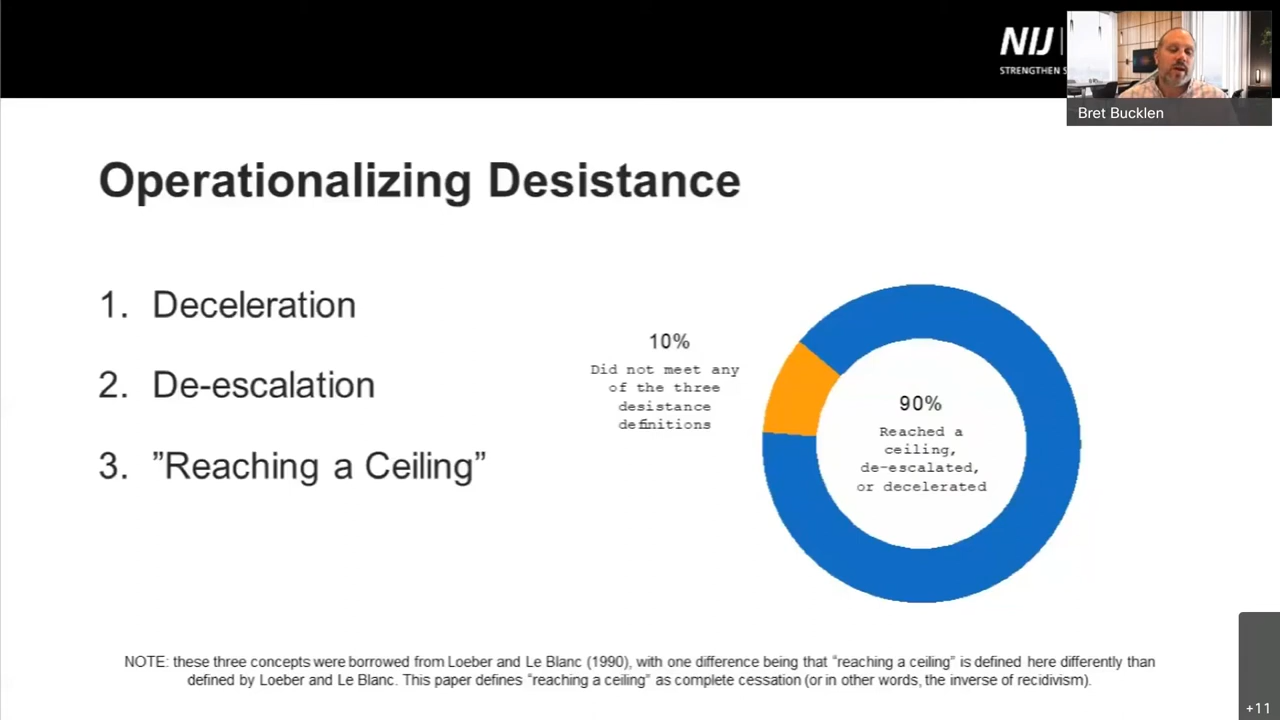 NIJ
STRENGTHEN
Bret Bucklen
Operationalizing Desistance
1. Deceleration
2. De-escalation
3. ”Reaching a Ceiling”
10%
Did not meet any
of the three
desistance
definitions
90%
Reached a
ceiling,
de-escalated,
or decelerated
NOTE: these three concepts were borrowed from Loeber and Le Blanc (1990), with one difference being that “reaching a ceiling” is defined here differently than
defined by Loeber and Le Blanc. This paper defines “reaching a ceiling” as complete cessation (or in other words, the inverse of recidivism).
+11